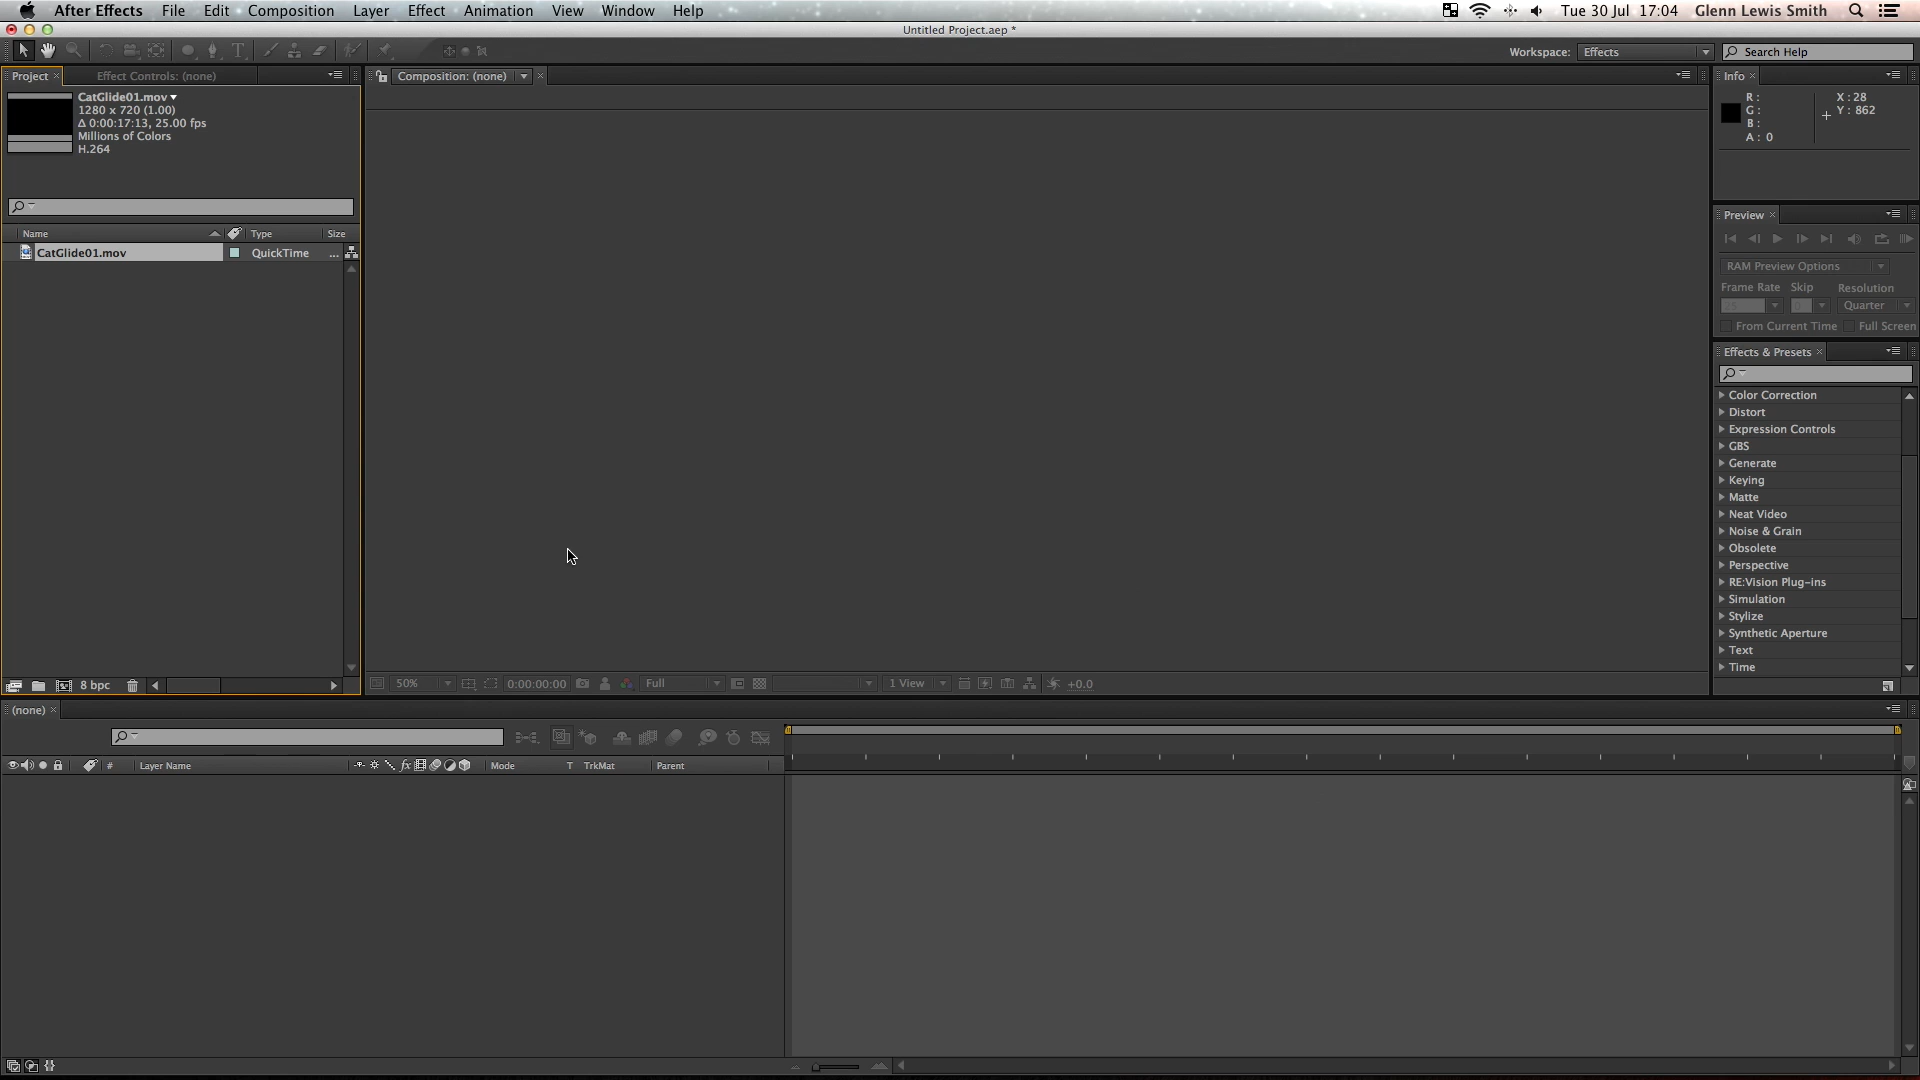 After Effects File Edit Composition Layer Effect Animation View Window Help Tue 30 Jul 17:04 Glenn Lewis Smith
Untitled Project.aep *
Workspace: Effects Search Help
Project Effect Controls: (none) Composition: (none) Info
CatGlide01.mov
1280 x 720 (1.00)
Δ 0:00:17:13, 25.00 fps
Millions of Colors
H.264
R :
G :
B :
A : 0
X : 28
Y : 862
Preview
RAM Preview Options
Frame Rate Skip Resolution
Quarter
From Current Time Full Screen
Name Type Size
CatGlide01.mov QuickTime ...
Effects & Presets
Color Correction
Distort
Expression Controls
GBS
Generate
Keying
Matte
Neat Video
Noise & Grain
Obsolete
Perspective
RE:Vision Plug-ins
Simulation
Stylize
Synthetic Aperture
Text
Time
8 bpc
50% 0:00:00:00 Full 1 View +0.0
(none)
# Layer Name fx Mode T TrkMat Parent